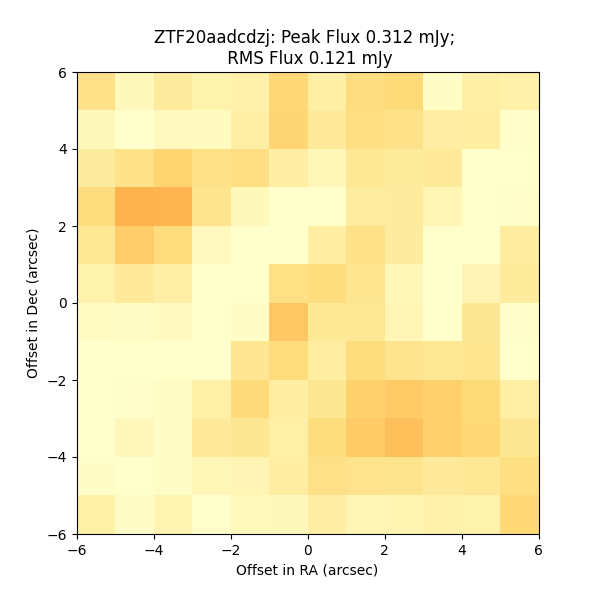 ZTF20aadcdzj: Peak Flux 0.312 mJy;
RMS Flux 0.121 mJy
6
4
2
0
−2
−4
−6
Offset in Dec (arcsec)
−6 −4 −2 0 2 4 6
Offset in RA (arcsec)